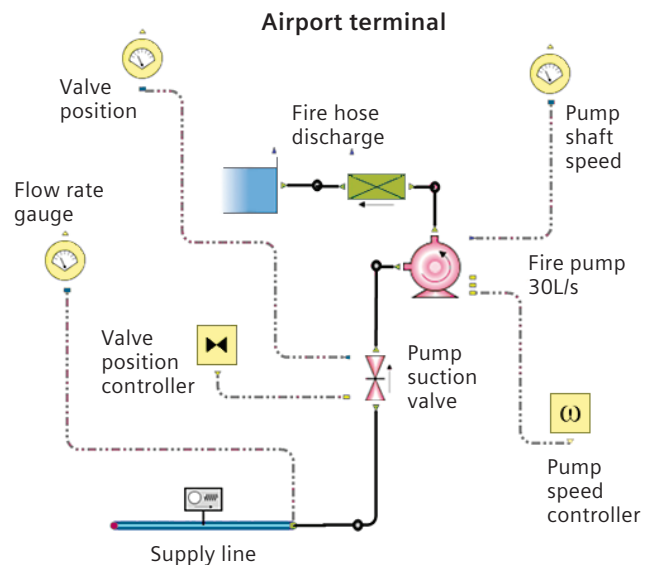 Airport terminal
Valve
position
Fire hose
discharge
Pump
shaft
speed
Flow rate
gauge
Fire pump
30L/s
Valve
position
controller
Pump
suction
valve
ω
Pump
speed
controller
Supply line